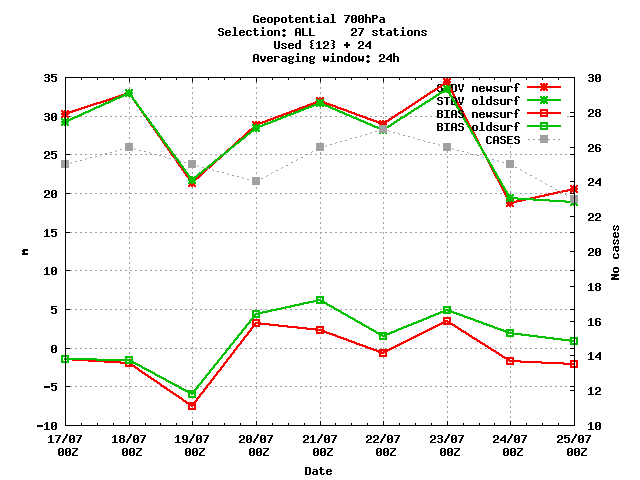 Geopotential 700hPa
Selection: ALL     27 stations
Used {12} + 24
Averaging window: 24h
STDV newsurf
STDV oldsurf
BIAS newsurf
BIAS oldsurf
CASES
35
30
25
20
15
10
5
0
-5
-10
m
30
28
26
24
22
20
18
16
14
12
10
No cases
17/07 18/07 19/07 20/07 21/07 22/07 23/07 24/07 25/07
00Z 00Z 00Z 00Z 00Z 00Z 00Z 00Z 00Z
Date